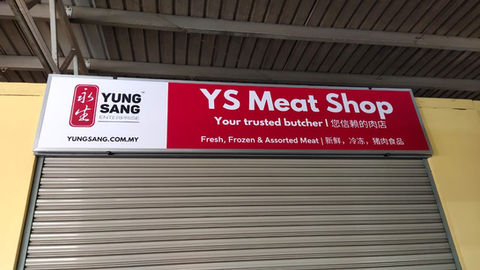 永生
YUNG
SANG
ENTERPRISE
YUNGSANG.COM.MY
YS Meat Shop
Your trusted butcher | 您信赖的肉店
Fresh, Frozen & Assorted Meat | 新鲜，冷冻，猪肉食品